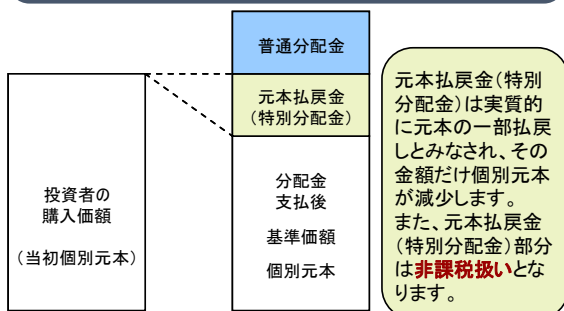 普通分配金
元本払戻金
(特別分配金)
投資者の
購入価額
(当初個別元本)
分配金
支払後
基準価額
個別元本
元本払戻金(特別
分配金)は実質的
に元本の一部払戻
しとみなされ、その
金額だけ個別元本
が減少します。
また、元本払戻金
(特別分配金)部分
は非課税扱いとな
ります。